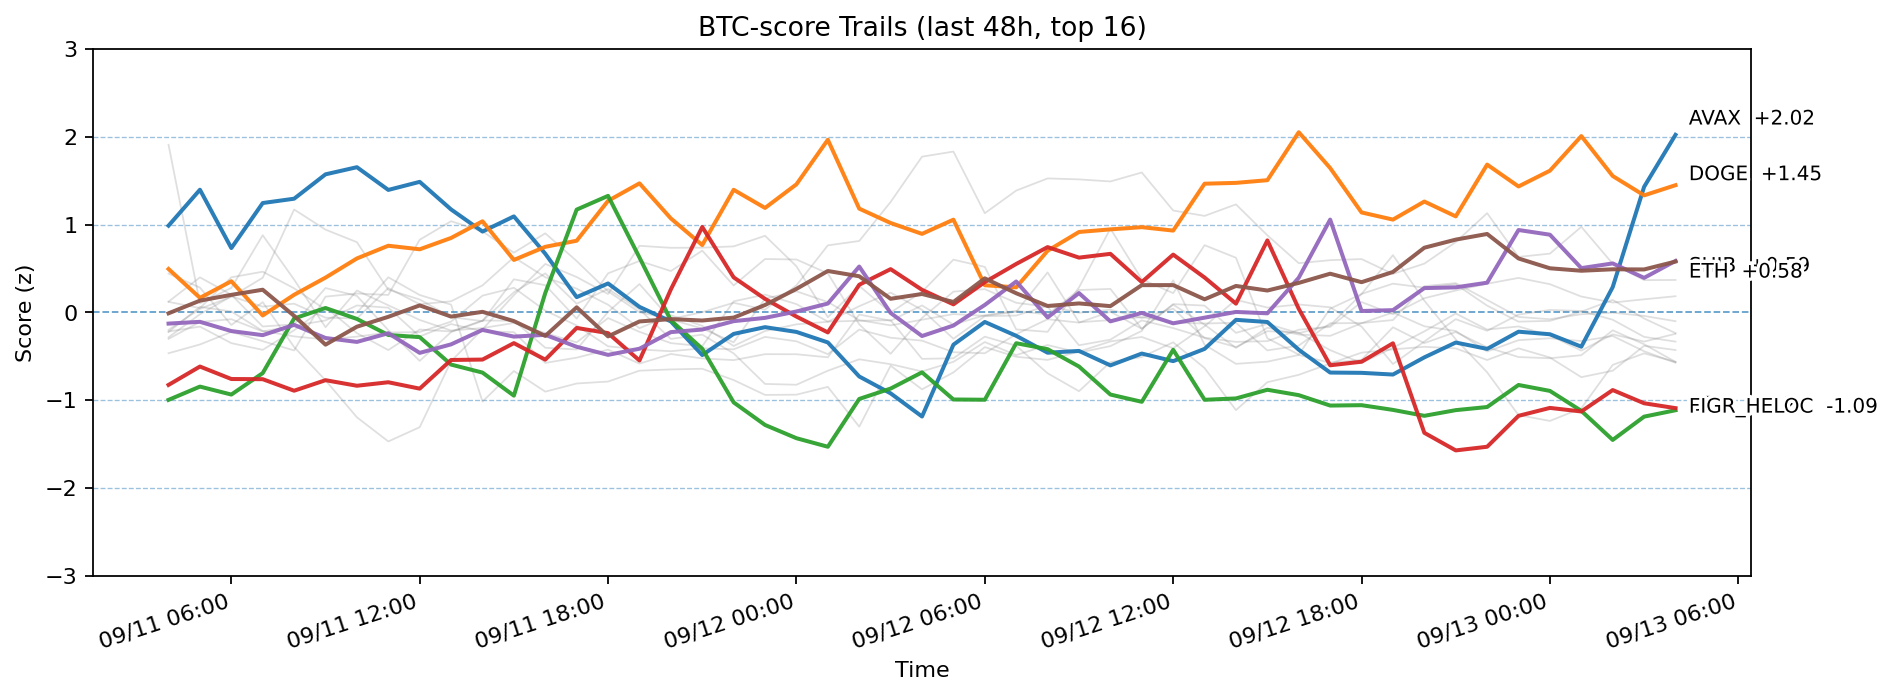 BTC-score Trails (last 48h, top 16)
3
2
1
0
−1
−2
−3
Score (z)
AVAX +2.02
DOGE +1.45
ETH +0.58
FIGR_HELOC -1.09
09/11 06:00
09/11 12:00
09/11 18:00
09/12 00:00
09/12 06:00
09/12 12:00
09/12 18:00
09/13 00:00
09/13 06:00
Time